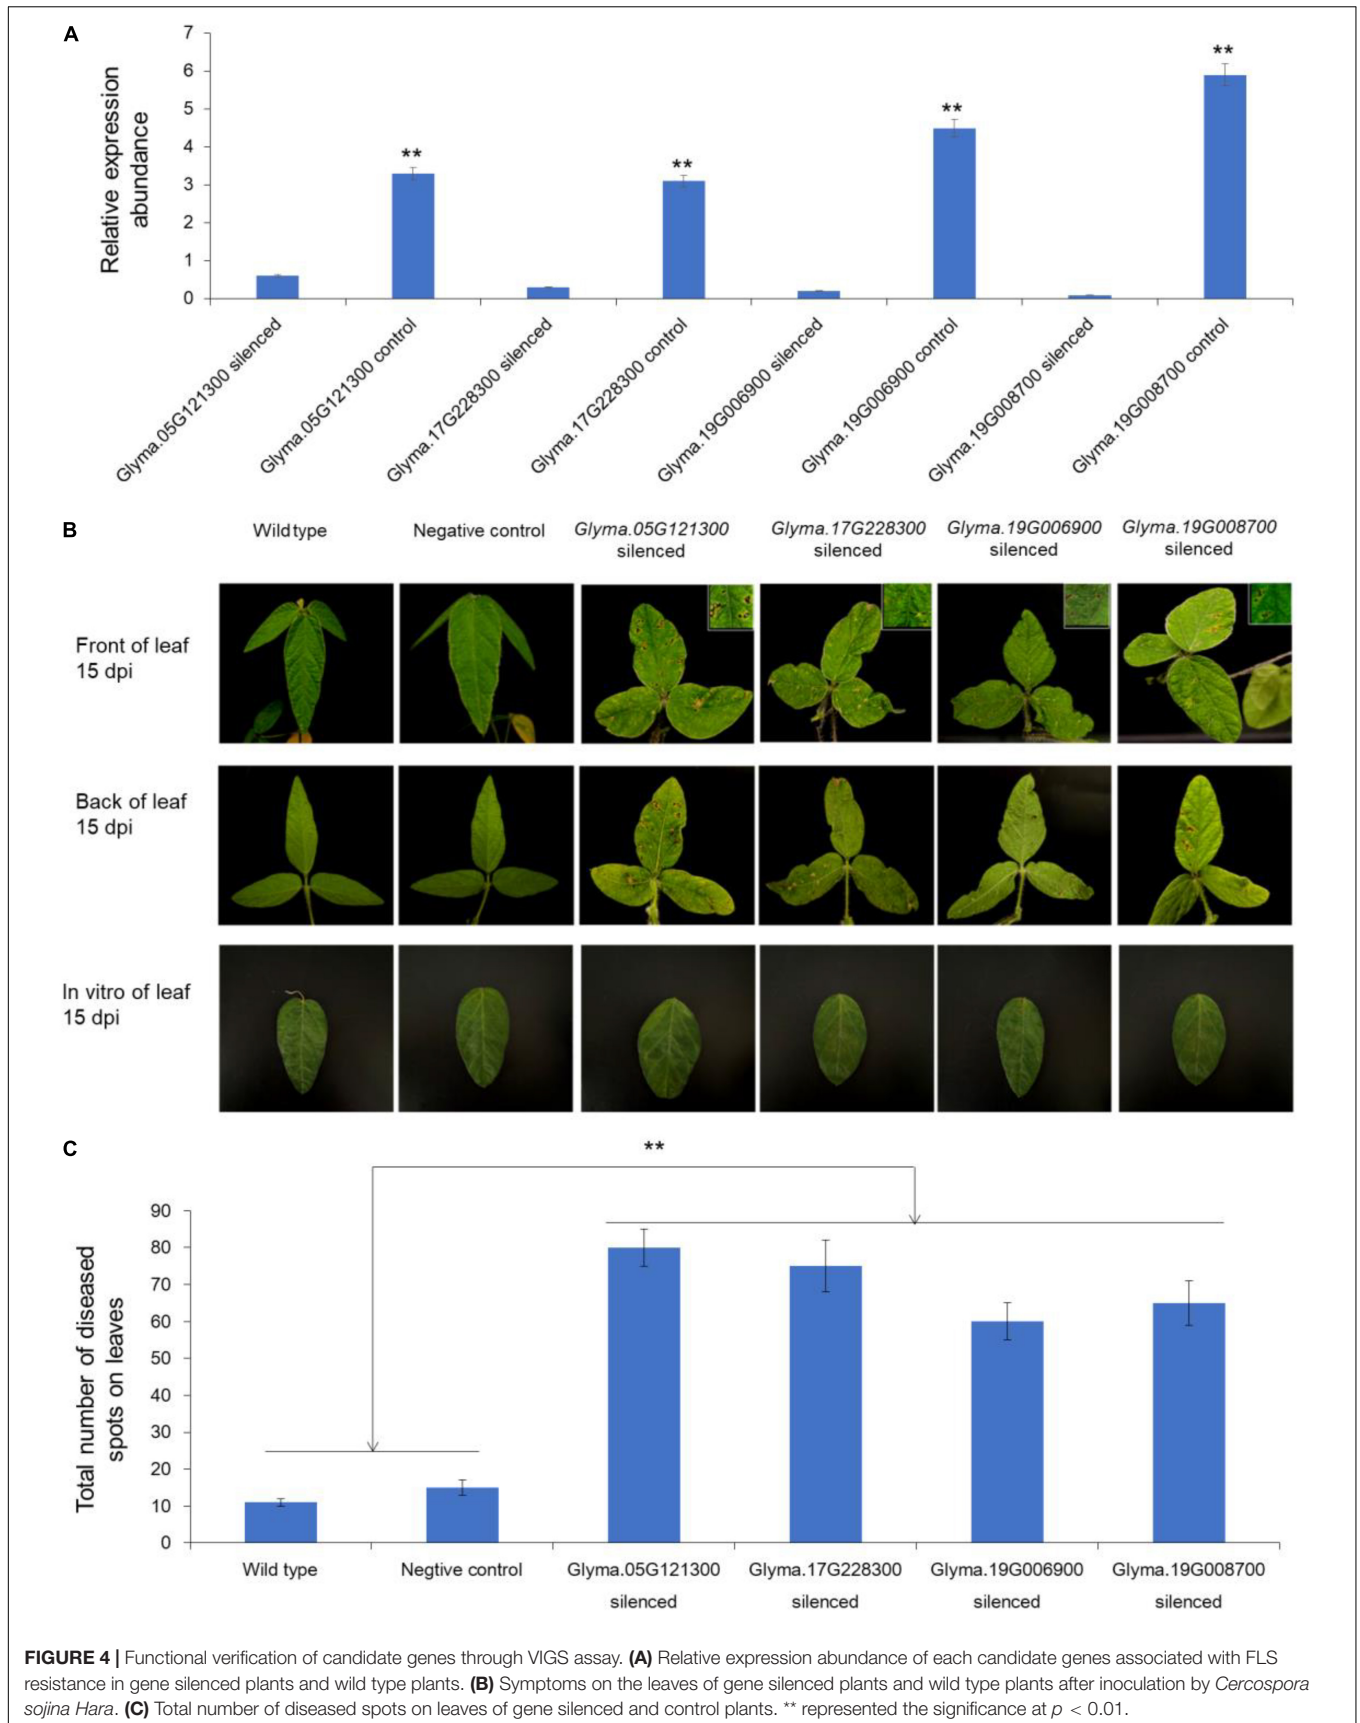 A
7
6
5
4
3
2
1
0
Relative expression
abundance
**
**
**
**
Glyma.05G121300 silenced
Glyma.05G121300 control
Glyma.17G228300 silenced
Glyma.17G228300 control
Glyma.19G006900 silenced
Glyma.19G006900 control
Glyma.19G008700 silenced
Glyma.19G008700 control
B
Wild type
Negative control
Glyma.05G121300
silenced
Glyma.17G228300
silenced
Glyma.19G006900
silenced
Glyma.19G008700
silenced
Front of leaf
15 dpi
Back of leaf
15 dpi
In vitro of leaf
15 dpi
C
**
90
80
70
60
50
40
30
20
10
0
Total number of diseased
spots on leaves
Wild type
Negtive control
Glyma.05G121300
silenced
Glyma.17G228300
silenced
Glyma.19G006900
silenced
Glyma.19G008700
silenced
FIGURE 4 | Functional verification of candidate genes through VIGS assay. (A) Relative expression abundance of each candidate genes associated with FLS
resistance in gene silenced plants and wild type plants. (B) Symptoms on the leaves of gene silenced plants and wild type plants after inoculation by Cercospora
sojina Hara. (C) Total number of diseased spots on leaves of gene silenced and control plants. ** represented the significance at p < 0.01.